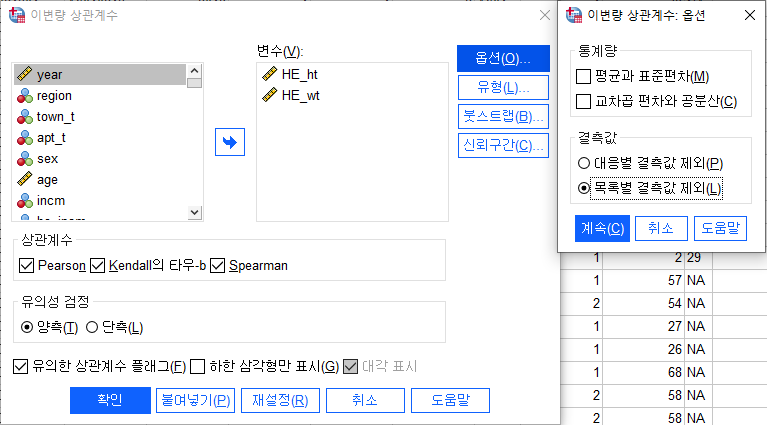 이변량 상관계수
변수(V):
year
region
town_t
apt_t
sex
age
incm
HE_ht
HE_wt
옵션(O)...
유형(L)...
붓스트랩(B)...
신뢰구간(C)...
상관계수
Pearson Kendall의 타우-b Spearman
유의성 검정
양측(T) 단측(L)
유의한 상관계수 플래그(F) 하한 삼각형만 표시(G) 대각 표시
확인 붙여넣기(P) 재설정(R) 취소 도움말
이변량 상관계수: 옵션
통계량
평균과 표준편차(M)
교차곱 편차와 공분산(C)
결측값
대응별 결측값 제외(P)
목록별 결측값 제외(L)
계속(C) 취소 도움말
1 2 29
1 57 NA
2 54 NA
1 27 NA
1 26 NA
1 68 NA
2 58 NA
2 58 NA